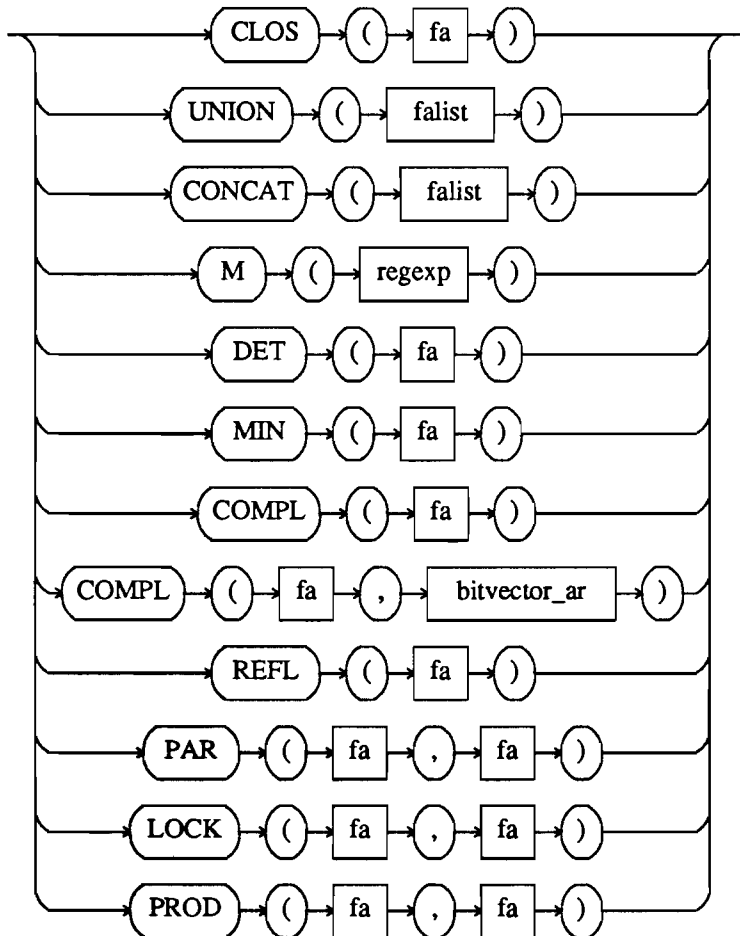 CLOS ( fa )
UNION ( falist )
CONCAT ( falist )
M ( regexp )
DET ( fa )
MIN ( fa )
COMPL ( fa )
COMPL ( fa , bitvector_ar )
REFL ( fa )
PAR ( fa , fa )
LOCK ( fa , fa )
PROD ( fa , fa )